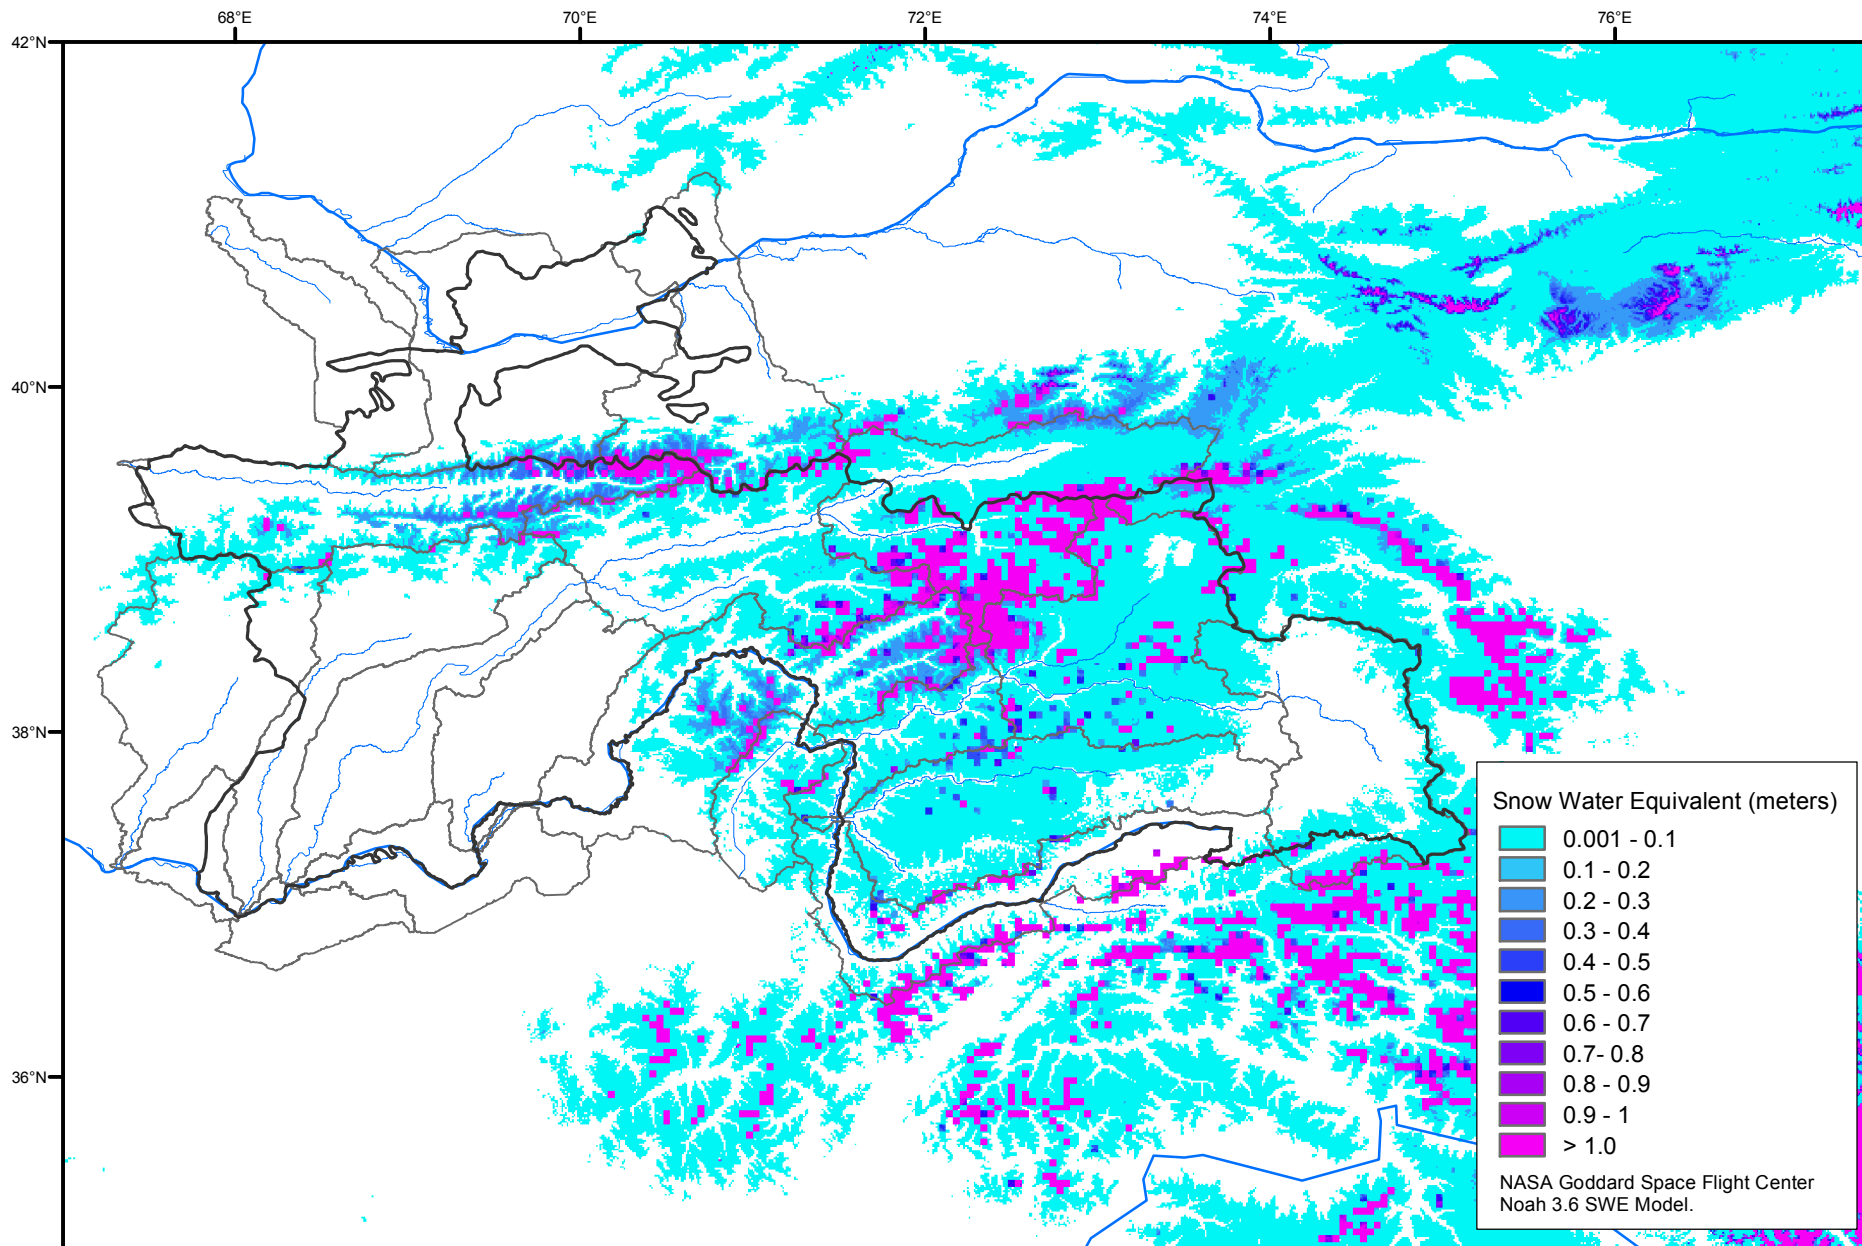 68°E 70°E 72°E 74°E 76°E
42°N
40°N
38°N
36°N
Snow Water Equivalent (meters)
0.001 - 0.1
0.1 - 0.2
0.2 - 0.3
0.3 - 0.4
0.4 - 0.5
0.5 - 0.6
0.6 - 0.7
0.7- 0.8
0.8 - 0.9
0.9 - 1
> 1.0
NASA Goddard Space Flight Center
Noah 3.6 SWE Model.